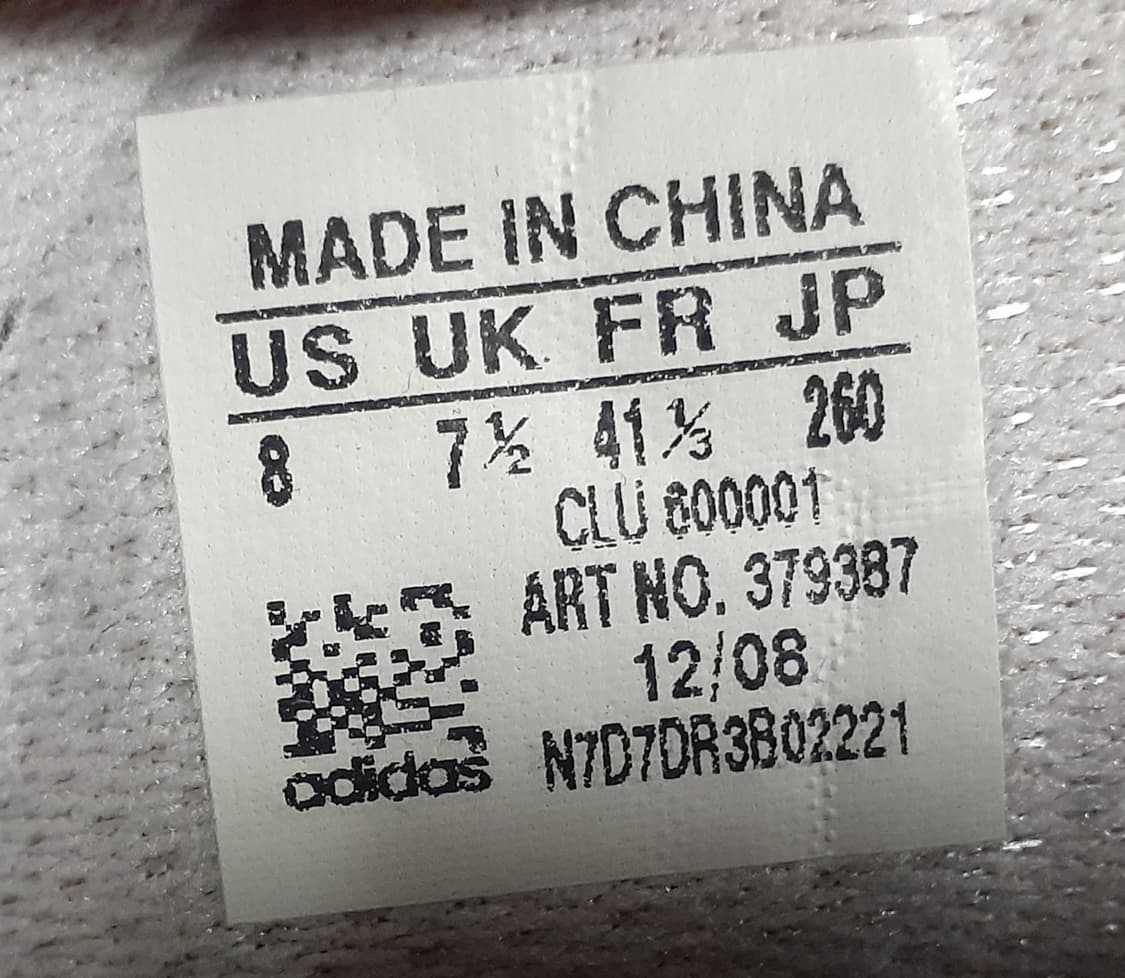 MADE IN CHINA
US UK FR JP
8 7½ 41⅓ 260
CLU 600001
ART NO. 379387
12/08
adidas N7D7DR3B02221